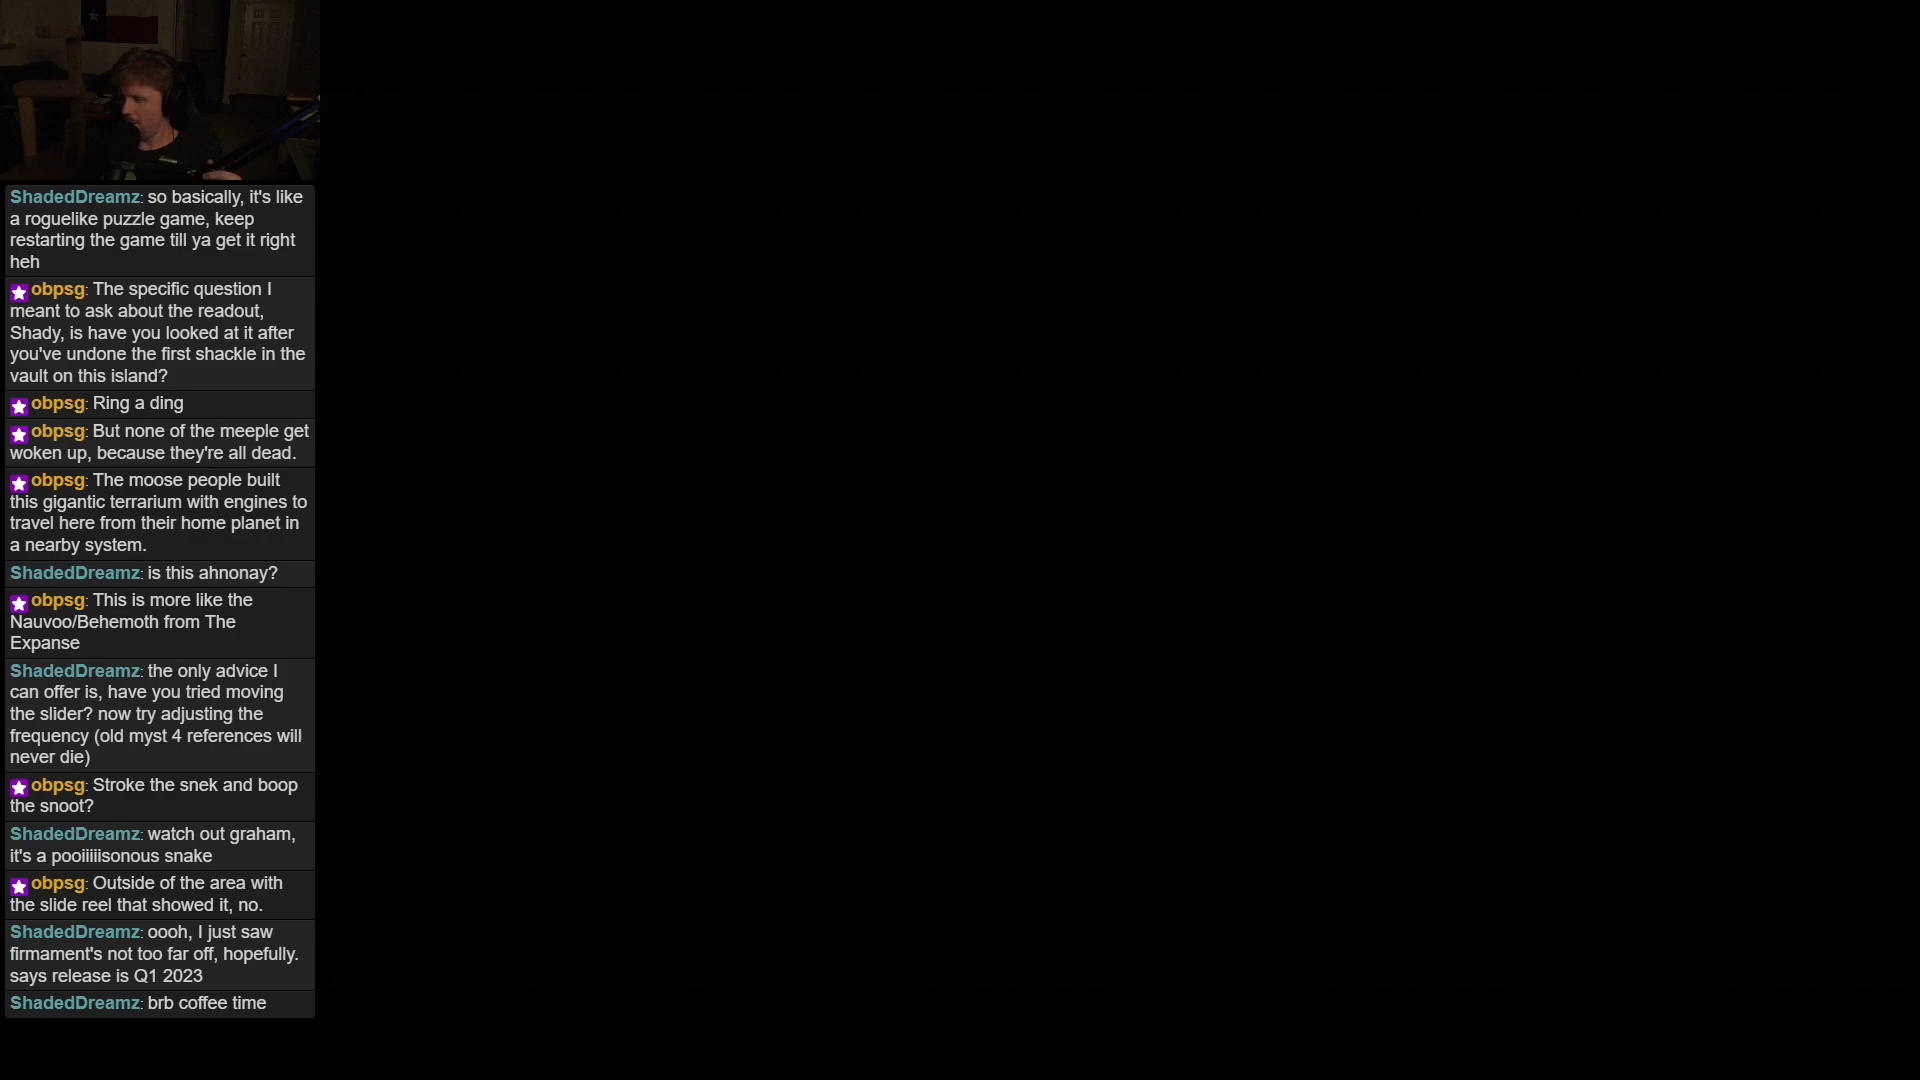 ShadedDreamz: so basically, it's like
a roguelike puzzle game, keep
restarting the game till ya get it right
heh
obpsg: The specific question I
meant to ask about the readout,
Shady, is have you looked at it after
you've undone the first shackle in the
vault on this island?
obpsg: Ring a ding
obpsg: But none of the meeple get
woken up, because they're all dead.
obpsg: The moose people built
this gigantic terrarium with engines to
travel here from their home planet in
a nearby system.
ShadedDreamz: is this ahnonay?
obpsg: This is more like the
Nauvoo/Behemoth from The
Expanse
ShadedDreamz: the only advice I
can offer is, have you tried moving
the slider? now try adjusting the
frequency (old myst 4 references will
never die)
obpsg: Stroke the snek and boop
the snoot?
ShadedDreamz: watch out graham,
it's a pooiiiiisonous snake
obpsg: Outside of the area with
the slide reel that showed it, no.
ShadedDreamz: oooh, I just saw
firmament's not too far off, hopefully.
says release is Q1 2023
ShadedDreamz: brb coffee time